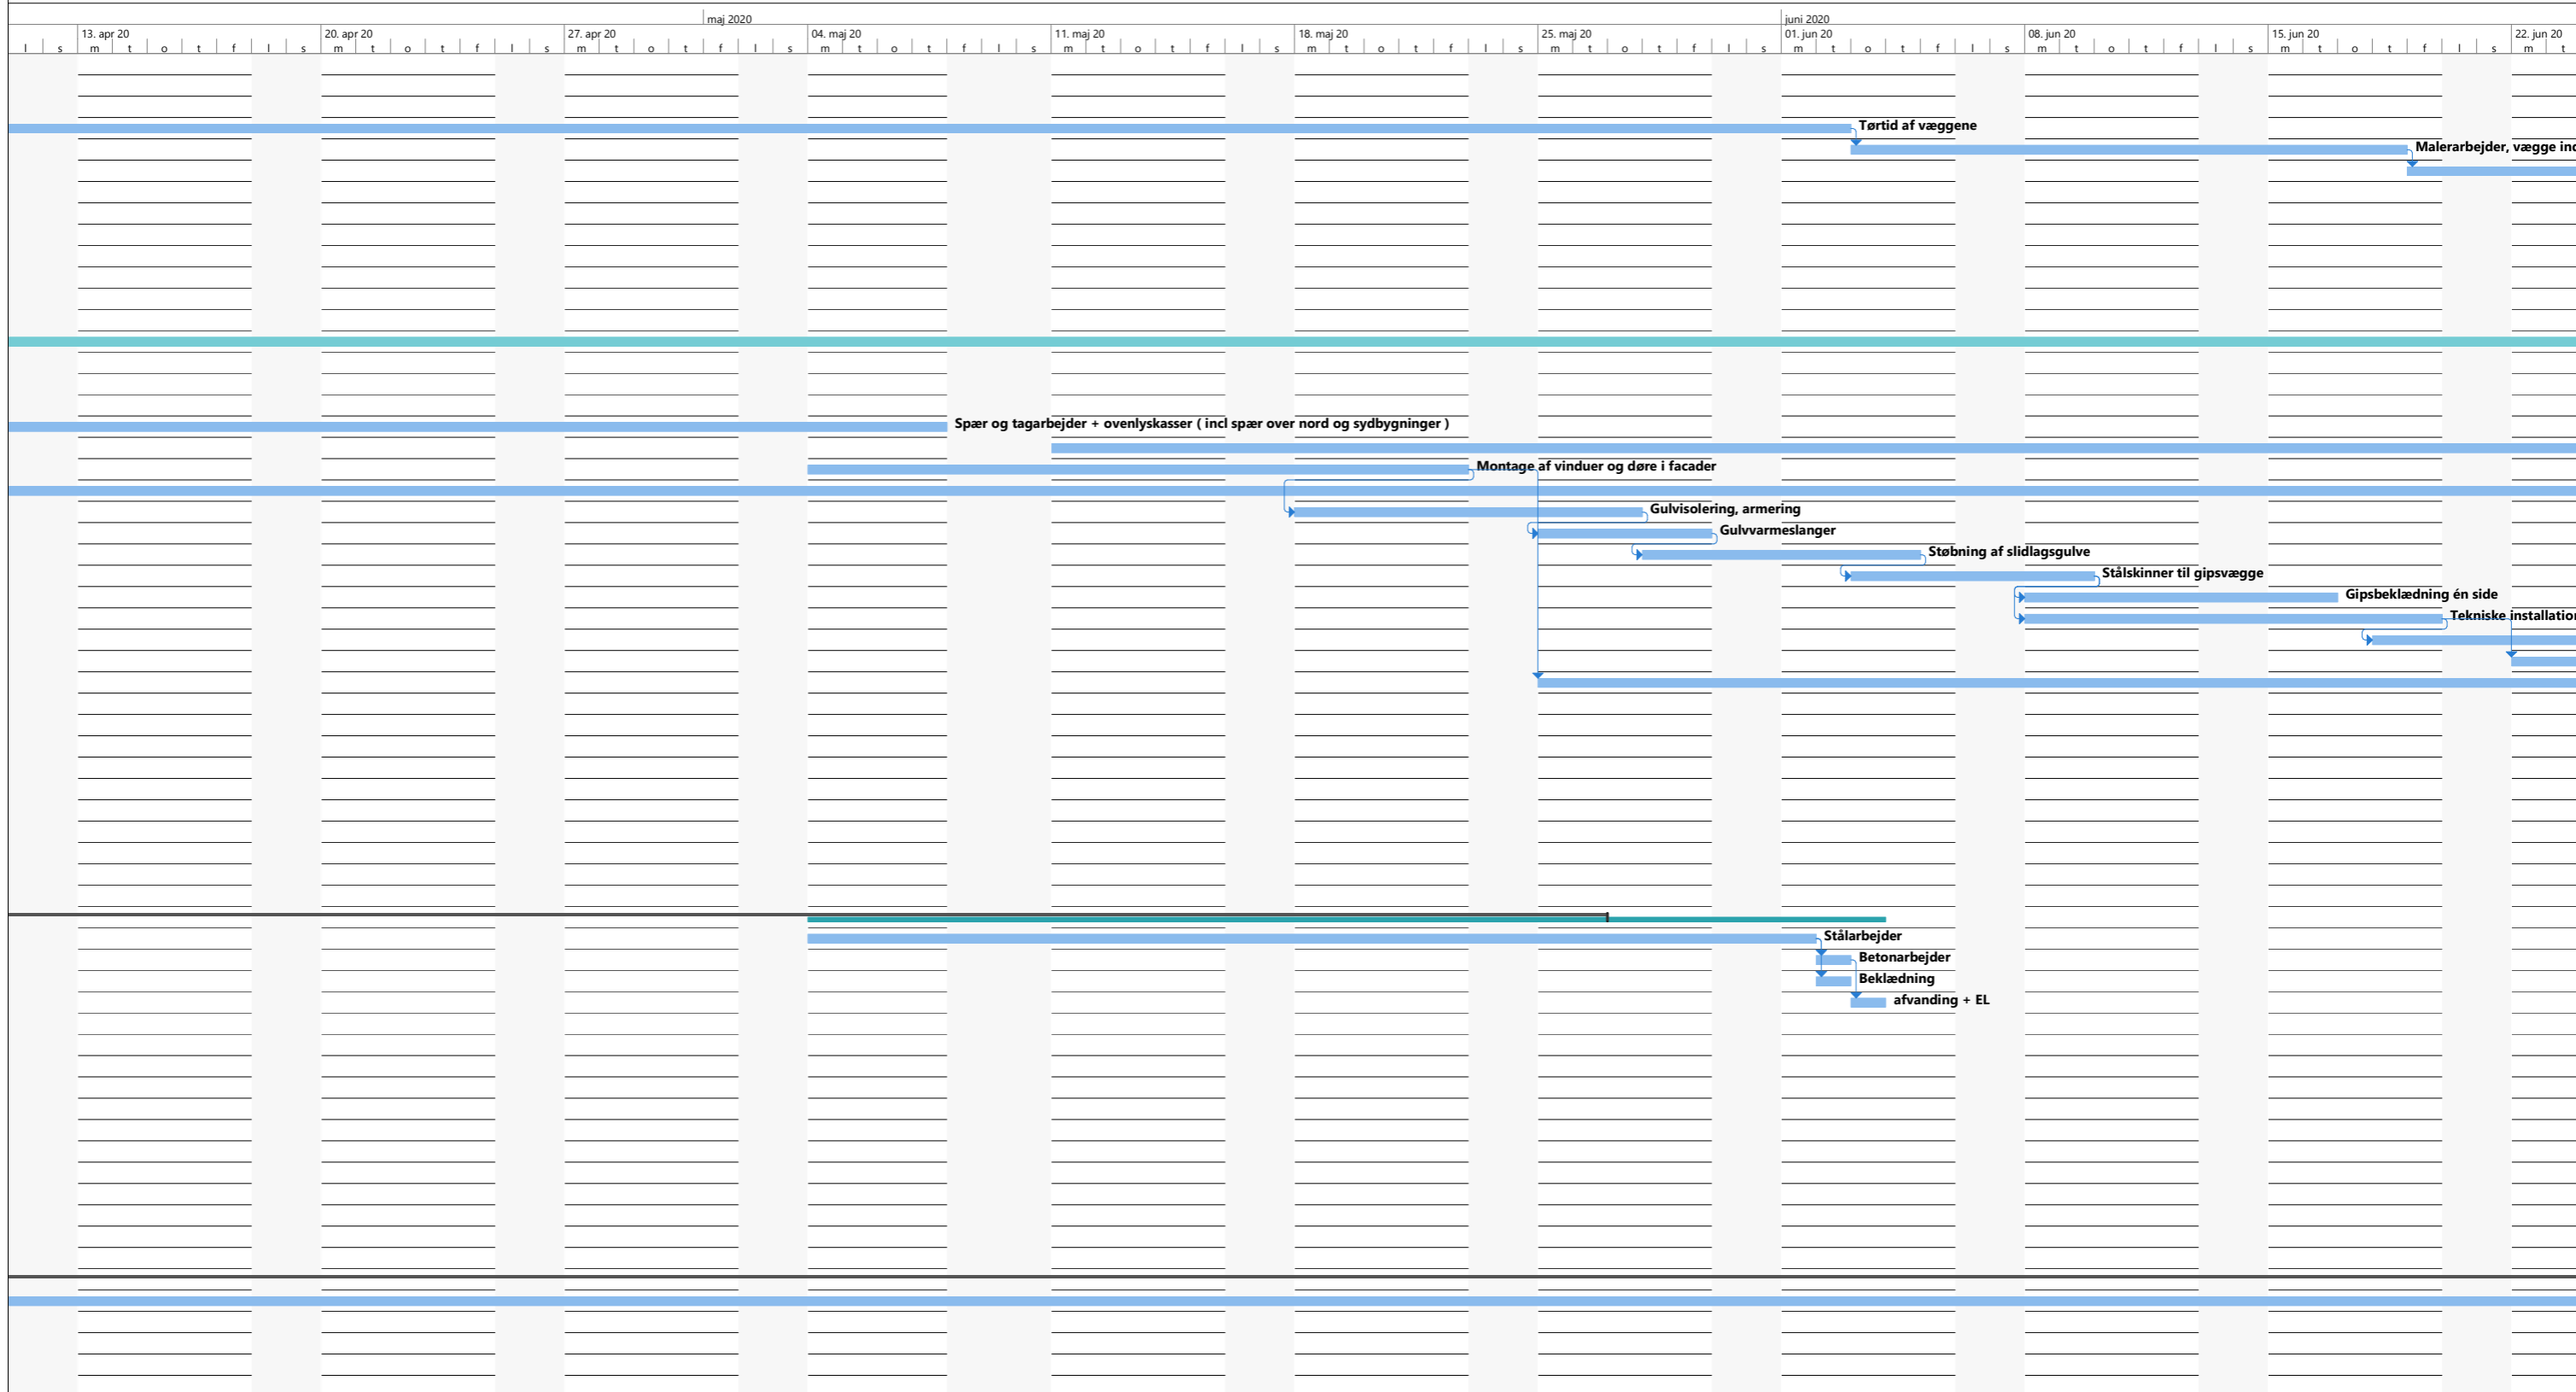 maj 2020 juni 2020
13. apr 20 20. apr 20 27. apr 20 04. maj 20 11. maj 20 18. maj 20 25. maj 20 01. jun 20 08. jun 20 15. jun 20 22. jun 20
l s m t o t f l s m t o t f l s m t o t f l s m t o t f l s m t o t f l s m t o t f l s m t o t f l s m t o t f l s m t o t f l s m t o t f l s m t
Tørtid af væggene
Malerarbejder, vægge ind
Spær og tagarbejder + ovenlyskasser ( incl spær over nord og sydbygninger )
Montage af vinduer og døre i facader
Gulvisolering, armering
Gulvvarmeslanger
Støbning af slidlagsgulve
Stålskinner til gipsvægge
Gipsbeklædning én side
Tekniske installation
Stålarbejder
Betonarbejder
Beklædning
afvanding + EL